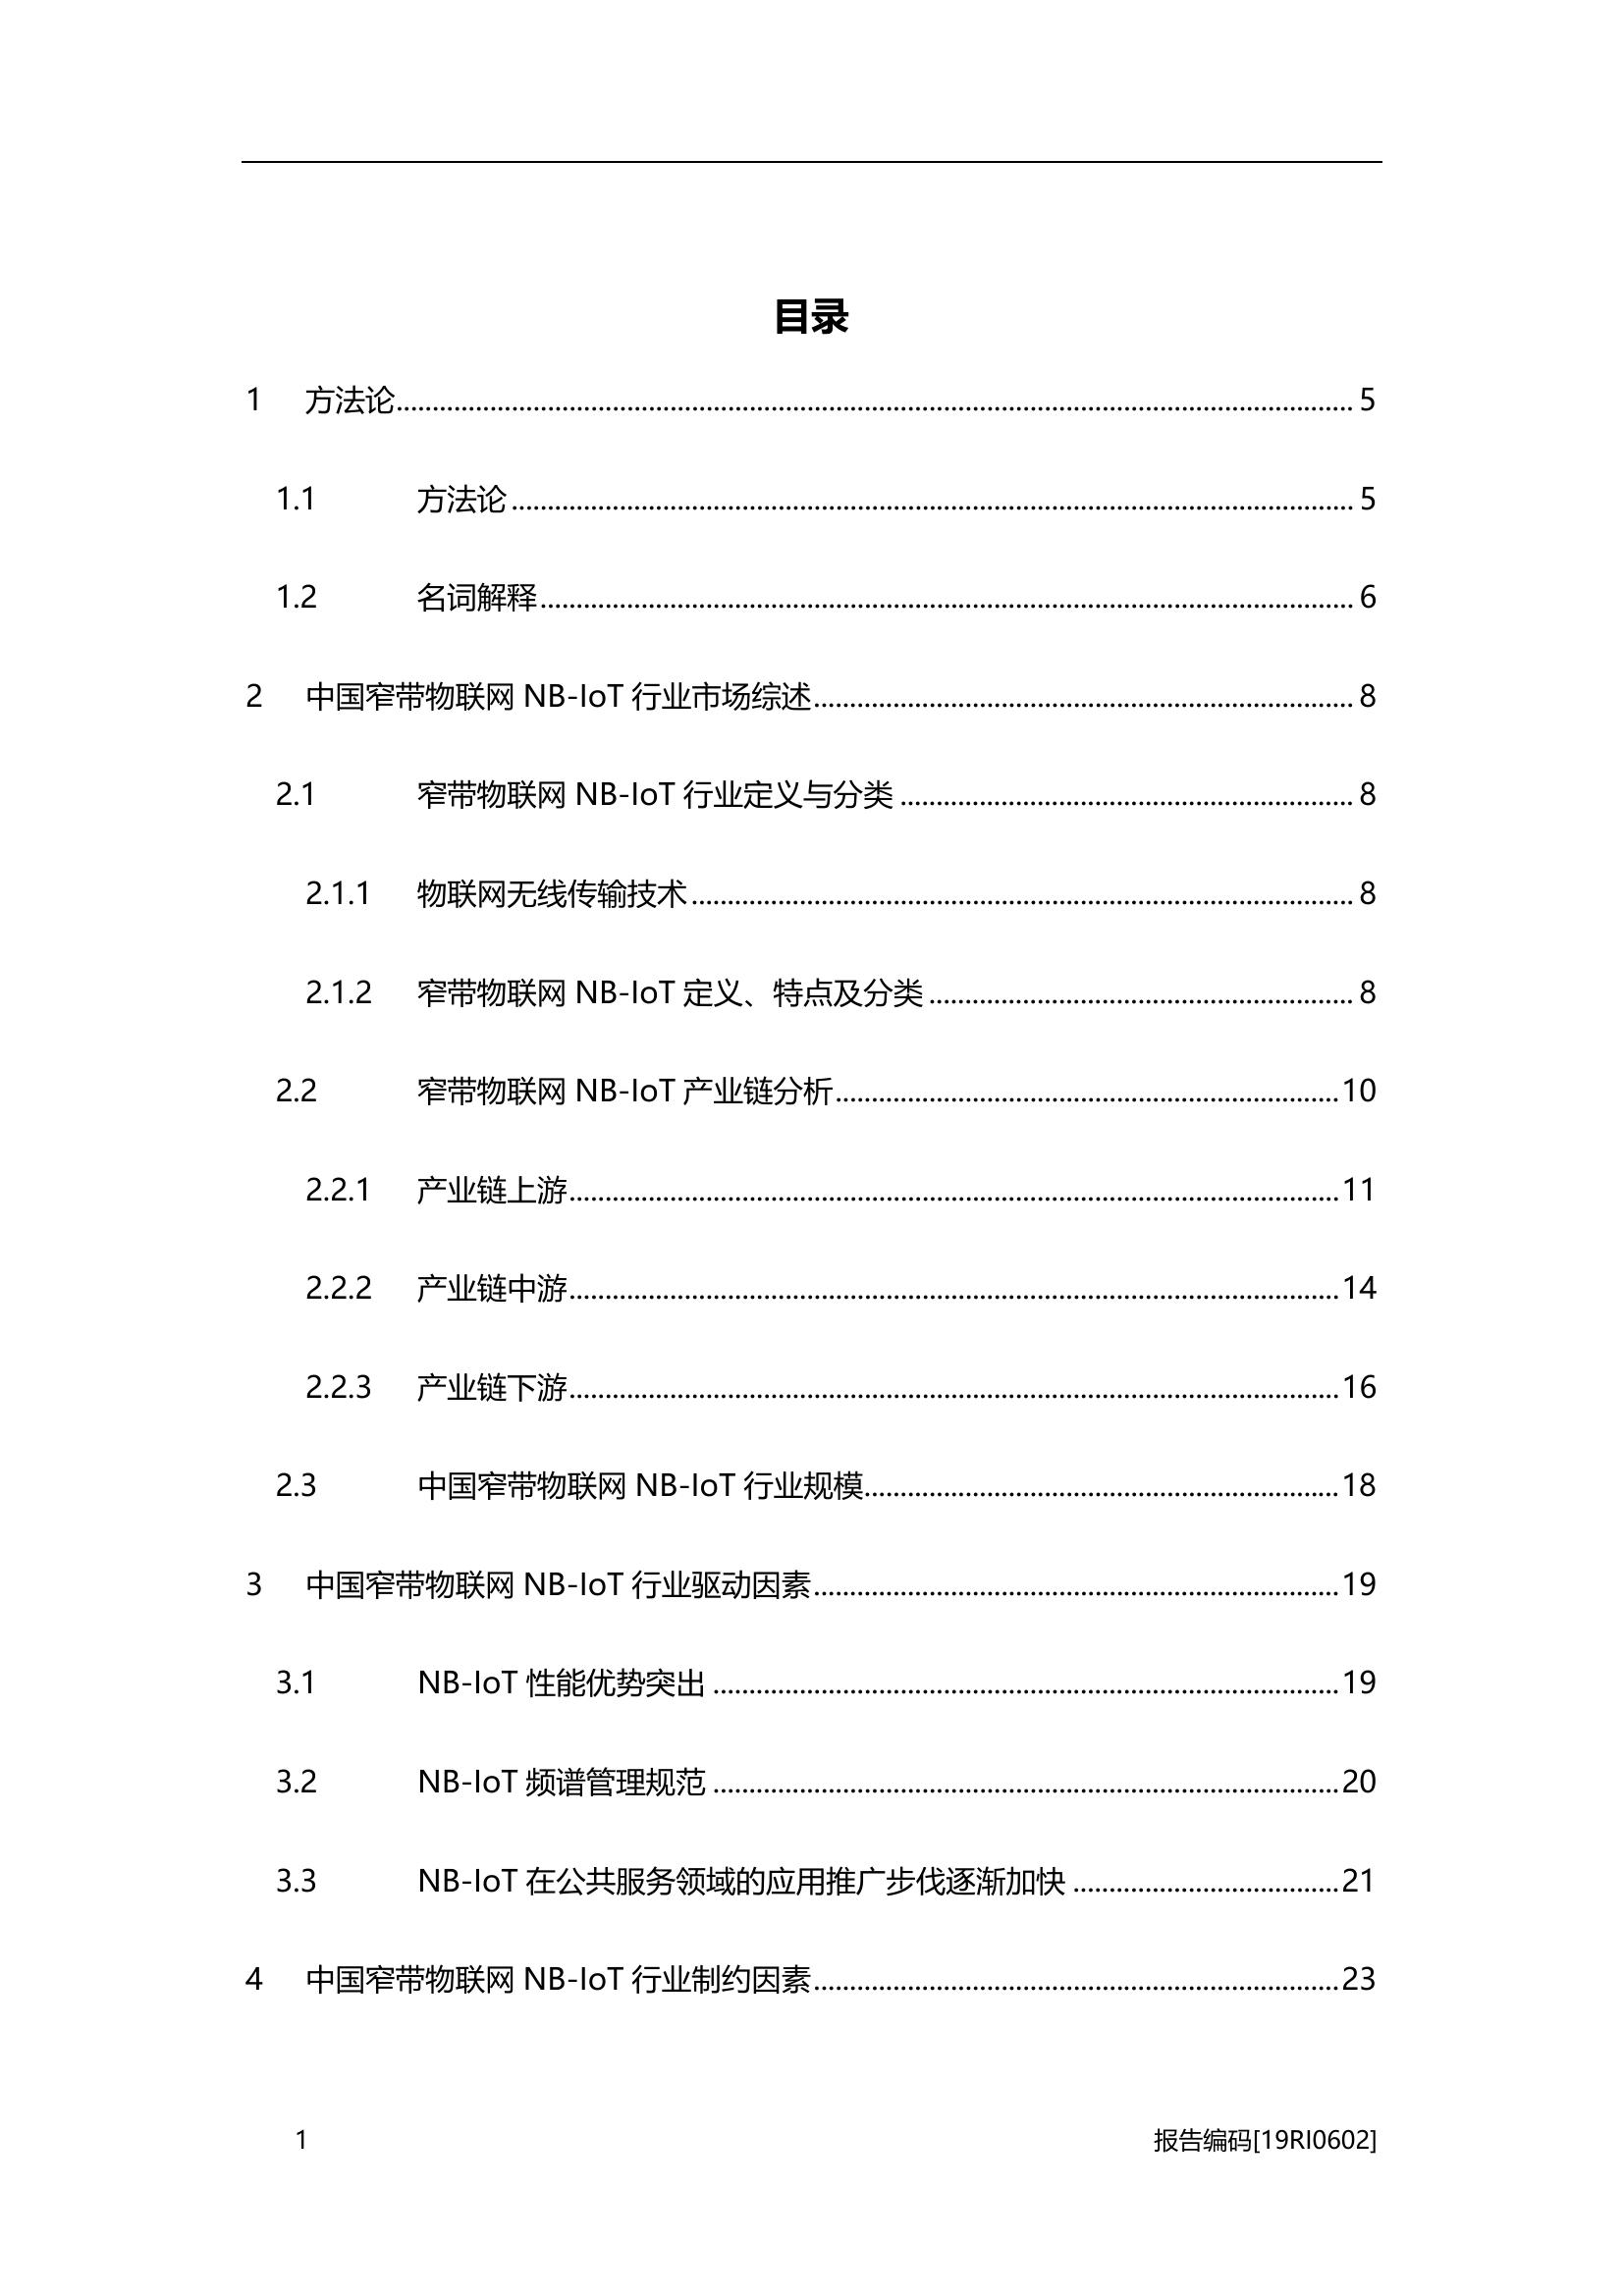 目录
1 方法论 5
1.1 方法论 5
1.2 名词解释 6
2 中国窄带物联网 NB-IoT 行业市场综述 8
2.1 窄带物联网 NB-IoT 行业定义与分类 8
2.1.1 物联网无线传输技术 8
2.1.2 窄带物联网 NB-IoT 定义、特点及分类 8
2.2 窄带物联网 NB-IoT 产业链分析 10
2.2.1 产业链上游 11
2.2.2 产业链中游 14
2.2.3 产业链下游 16
2.3 中国窄带物联网 NB-IoT 行业规模 18
3 中国窄带物联网 NB-IoT 行业驱动因素 19
3.1 NB-IoT 性能优势突出 19
3.2 NB-IoT 频谱管理规范 20
3.3 NB-IoT 在公共服务领域的应用推广步伐逐渐加快 21
4 中国窄带物联网 NB-IoT 行业制约因素 23
1 报告编码[19RI0602]